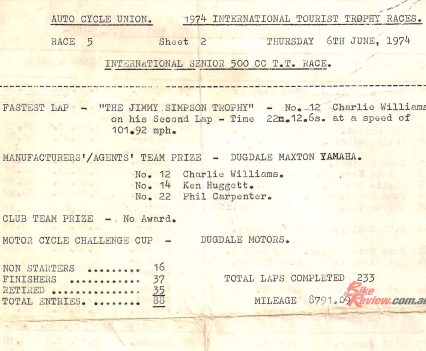 AUTO CYCLE UNION. 1974 INTERNATIONAL TOURIST TROPHY RACES.
RACE 5 Sheet 2 THURSDAY 6TH JUNE, 1974
INTERNATIONAL SENIOR 500 CC T.T. RACE.
FASTEST LAP - "THE JIMMY SIMPSON TROPHY" - No. 12 Charlie Williams
on his Second Lap - Time 22m.12.6s. at a speed of
101.92 mph.
MANUFACTURERS'/AGENTS' TEAM PRIZE - DUGDALE MAXTON YAMAHA.
No. 12 Charlie Williams.
No. 14 Ken Huggett.
No. 22 Phil Carpenter.
CLUB TEAM PRIZE - No Award.
MOTOR CYCLE CHALLENGE CUP - DUGDALE MOTORS.
NON STARTERS ......... 16
FINISHERS ............ 37 TOTAL LAPS COMPLETED 233
RETIRED .............. 35
TOTAL ENTRIES. ....... 88 MILEAGE 8791.09
BikeReview.com.au